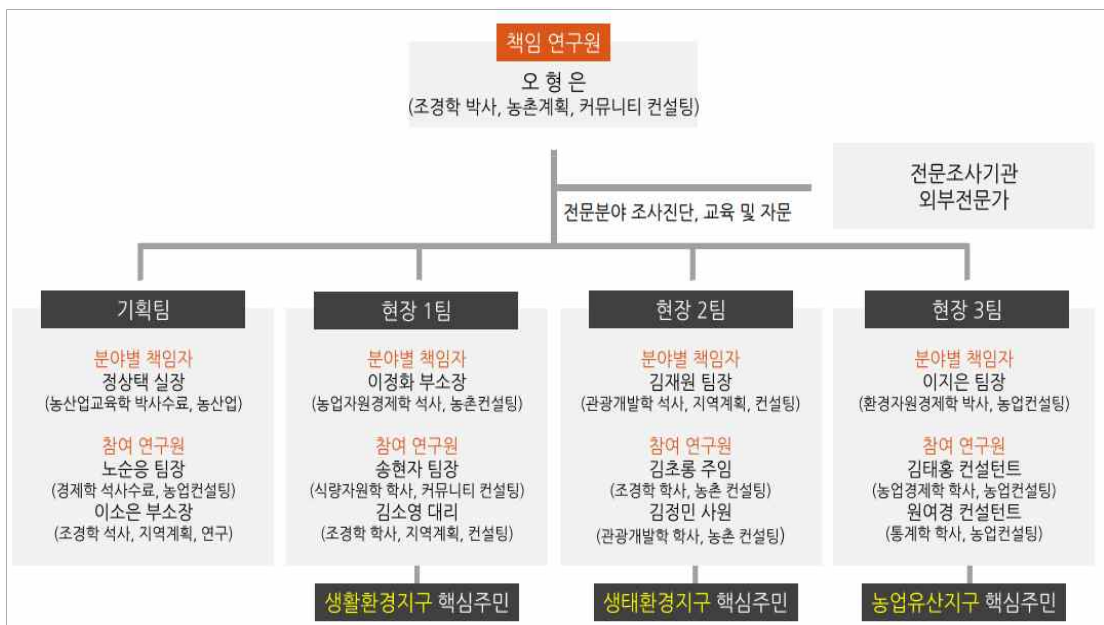 책임 연구원
오 형 은
(조경학 박사, 농촌계획, 커뮤니티 컨설팅)
전문조사기관
외부전문가
전문분야 조사진단, 교육 및 자문
기획팀
분야별 책임자
정상택 실장
(농산업교육학 박사수료, 농산업)
참여 연구원
노순응 팀장
(경제학 석사수료, 농업컨설팅)
이소은 부소장
(조경학 석사, 지역계획, 연구)
현장 1팀
분야별 책임자
이정화 부소장
(농업자원경제학 석사, 농촌컨설팅)
참여 연구원
송현자 팀장
(식량자원학 학사, 커뮤니티 컨설팅)
김소영 대리
(조경학 학사, 지역계획, 컨설팅)
생활환경지구 핵심주민
현장 2팀
분야별 책임자
김재원 팀장
(관광개발학 석사, 지역계획, 컨설팅)
참여 연구원
김초롱 주임
(조경학 학사, 농촌 컨설팅)
김정민 사원
(관광개발학 학사, 농촌 컨설팅)
생태환경지구 핵심주민
현장 3팀
분야별 책임자
이지은 팀장
(환경자원경제학 박사, 농업컨설팅)
참여 연구원
김태홍 컨설턴트
(농업경제학 학사, 농업컨설팅)
원여경 컨설턴트
(통계학 학사, 농업컨설팅)
농업유산지구 핵심주민